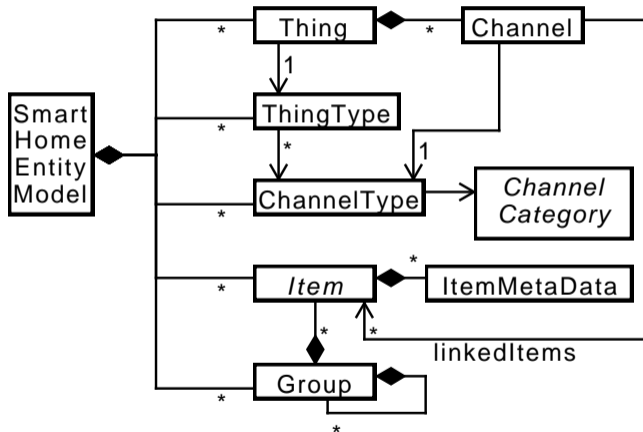 Thing
Channel
*
*
1
Smart
Home
Entity
Model
ThingType
*
*
1
ChannelType
Channel
Category
*
Item
*
ItemMetaData
*
*
*
linkedItems
Group
*
*